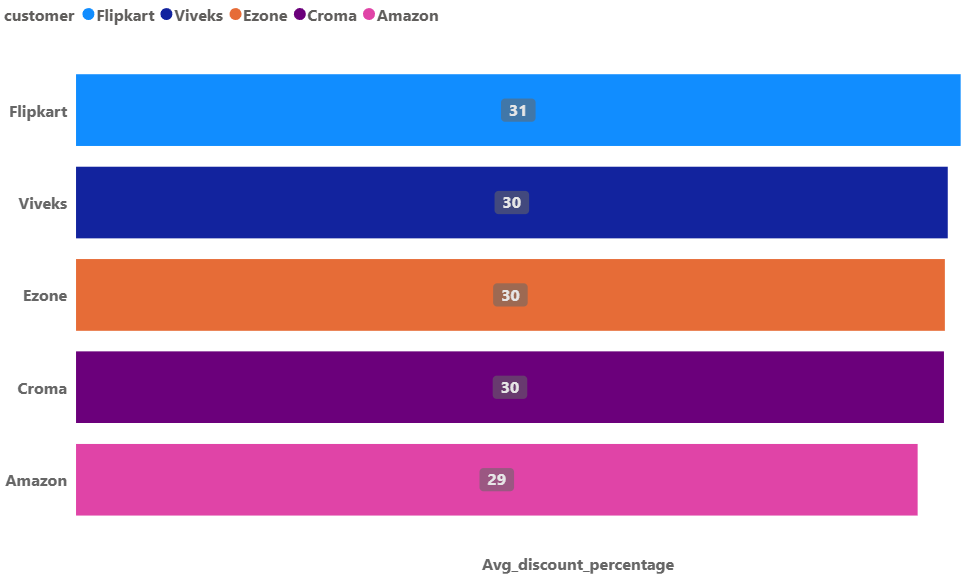 customer Flipkart Viveks Ezone Croma Amazon
Flipkart 31
Viveks 30
Ezone 30
Croma 30
Amazon 29
Avg_discount_percentage